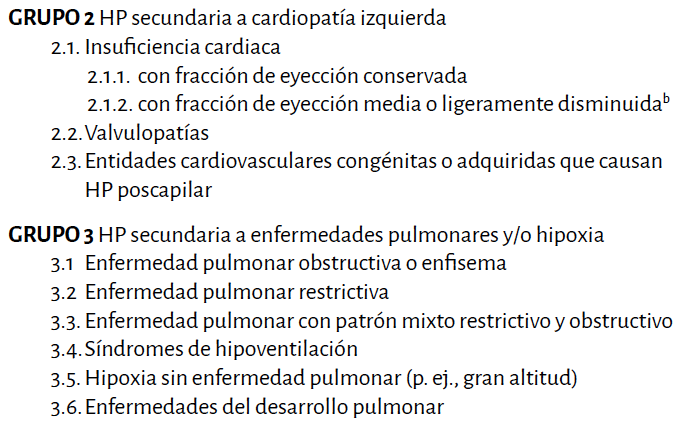 GRUPO 2 HP secundaria a cardiopatía izquierda
2.1. Insuficiencia cardiaca
2.1.1. con fracción de eyección conservada
2.1.2. con fracción de eyección media o ligeramente disminuidaᵇ
2.2. Valvulopatías
2.3. Entidades cardiovasculares congénitas o adquiridas que causan
HP poscapilar
GRUPO 3 HP secundaria a enfermedades pulmonares y/o hipoxia
3.1 Enfermedad pulmonar obstructiva o enfisema
3.2 Enfermedad pulmonar restrictiva
3.3. Enfermedad pulmonar con patrón mixto restrictivo y obstructivo
3.4. Síndromes de hipoventilación
3.5. Hipoxia sin enfermedad pulmonar (p. ej., gran altitud)
3.6. Enfermedades del desarrollo pulmonar